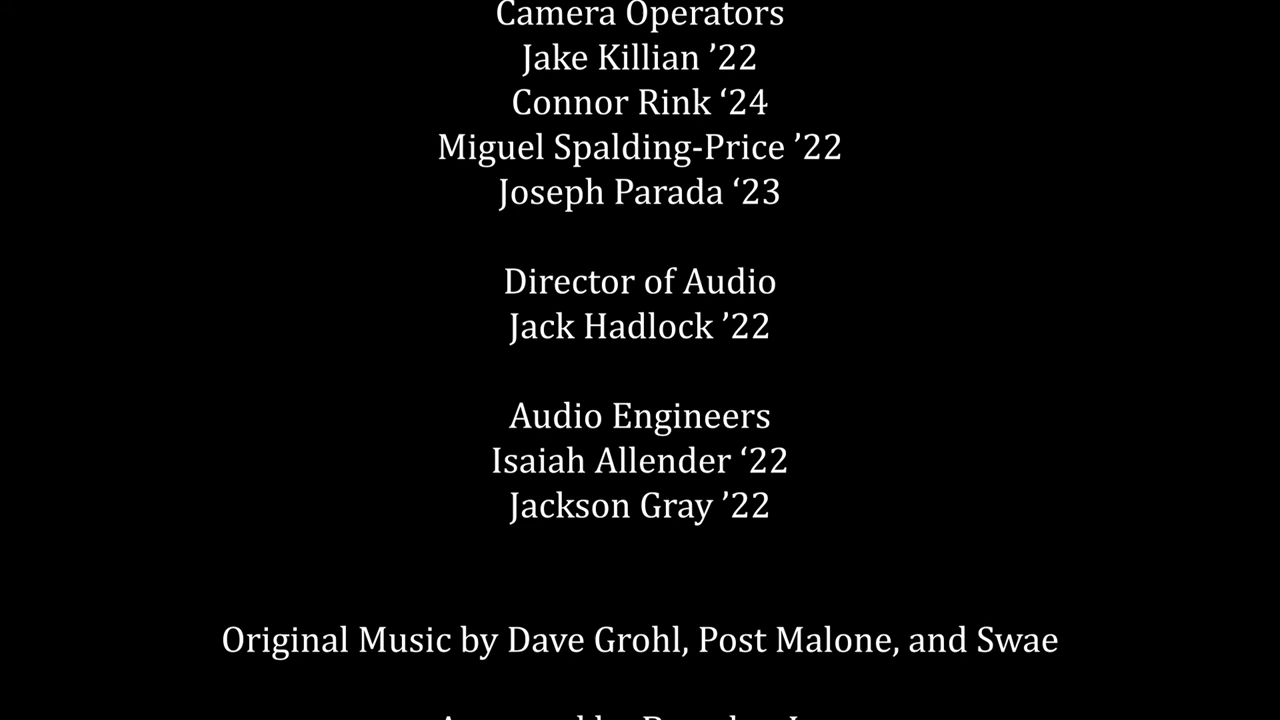 Camera Operators
Jake Killian ’22
Connor Rink ‘24
Miguel Spalding-Price ’22
Joseph Parada ‘23
Director of Audio
Jack Hadlock ’22
Audio Engineers
Isaiah Allender ‘22
Jackson Gray ’22
Original Music by Dave Grohl, Post Malone, and Swae